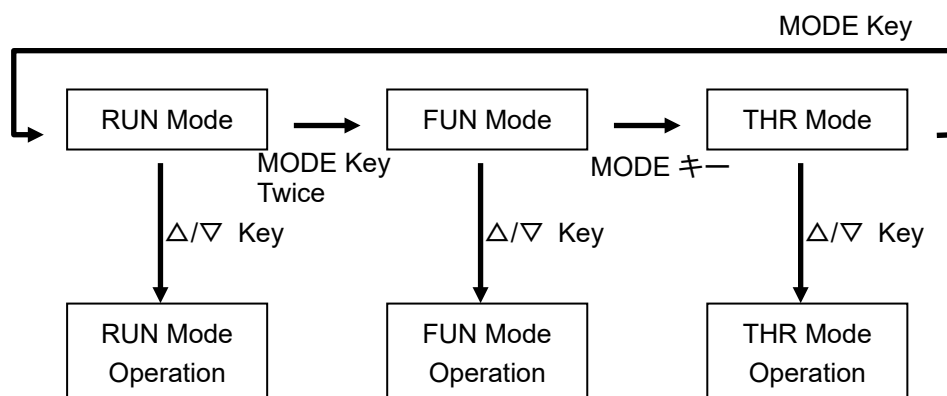 MODE Key
RUN Mode
FUN Mode
THR Mode
MODE Key
Twice
MODE キー
△/▽ Key
△/▽ Key
△/▽ Key
RUN Mode
Operation
FUN Mode
Operation
THR Mode
Operation